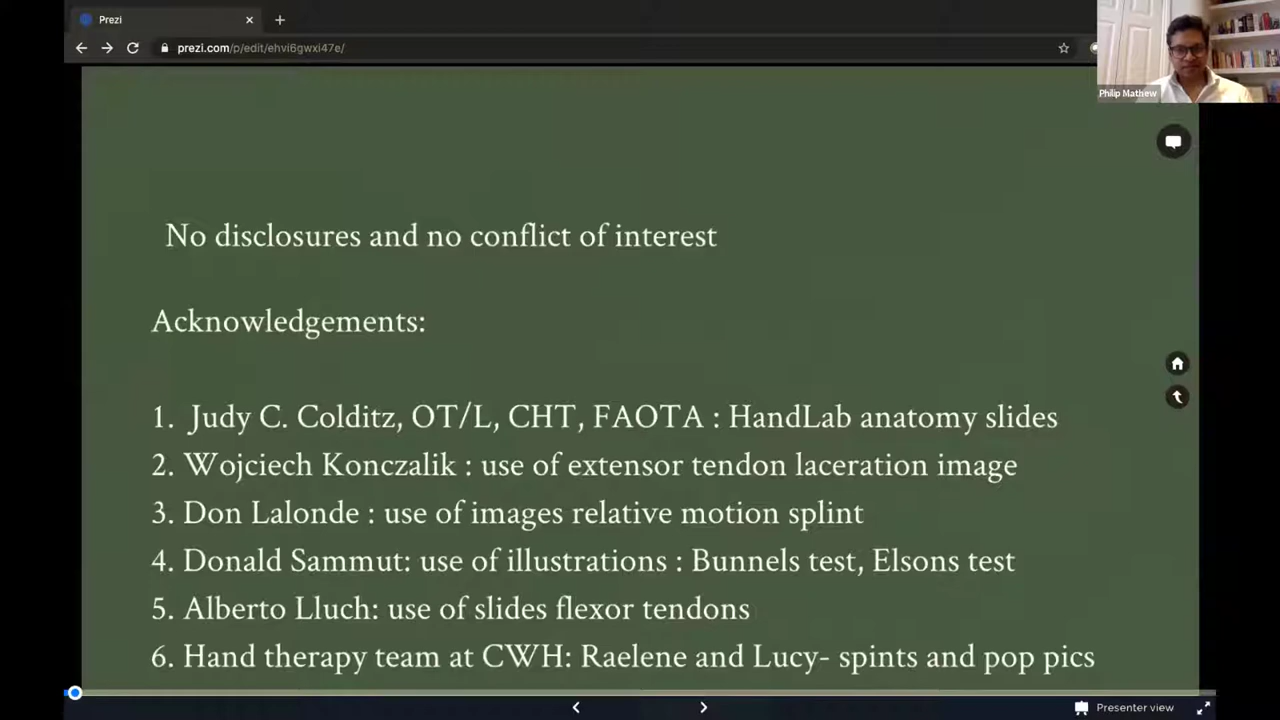 Prezi
prezi.com/p/edit/ehvi6gwxi47e/
Philip Mathew
No disclosures and no conflict of interest
Acknowledgements:
1. Judy C. Colditz, OT/L, CHT, FAOTA : HandLab anatomy slides
2. Wojciech Konczalik : use of extensor tendon laceration image
3. Don Lalonde : use of images relative motion splint
4. Donald Sammut: use of illustrations : Bunnels test, Elsons test
5. Alberto Lluch: use of slides flexor tendons
6. Hand therapy team at CWH: Raelene and Lucy- spints and pop pics
Presenter view